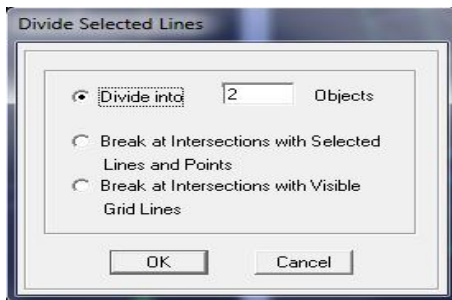 Divide Selected Lines
Divide into 2 Objects
Break at Intersections with Selected
Lines and Points
Break at Intersections with Visible
Grid Lines
OK Cancel